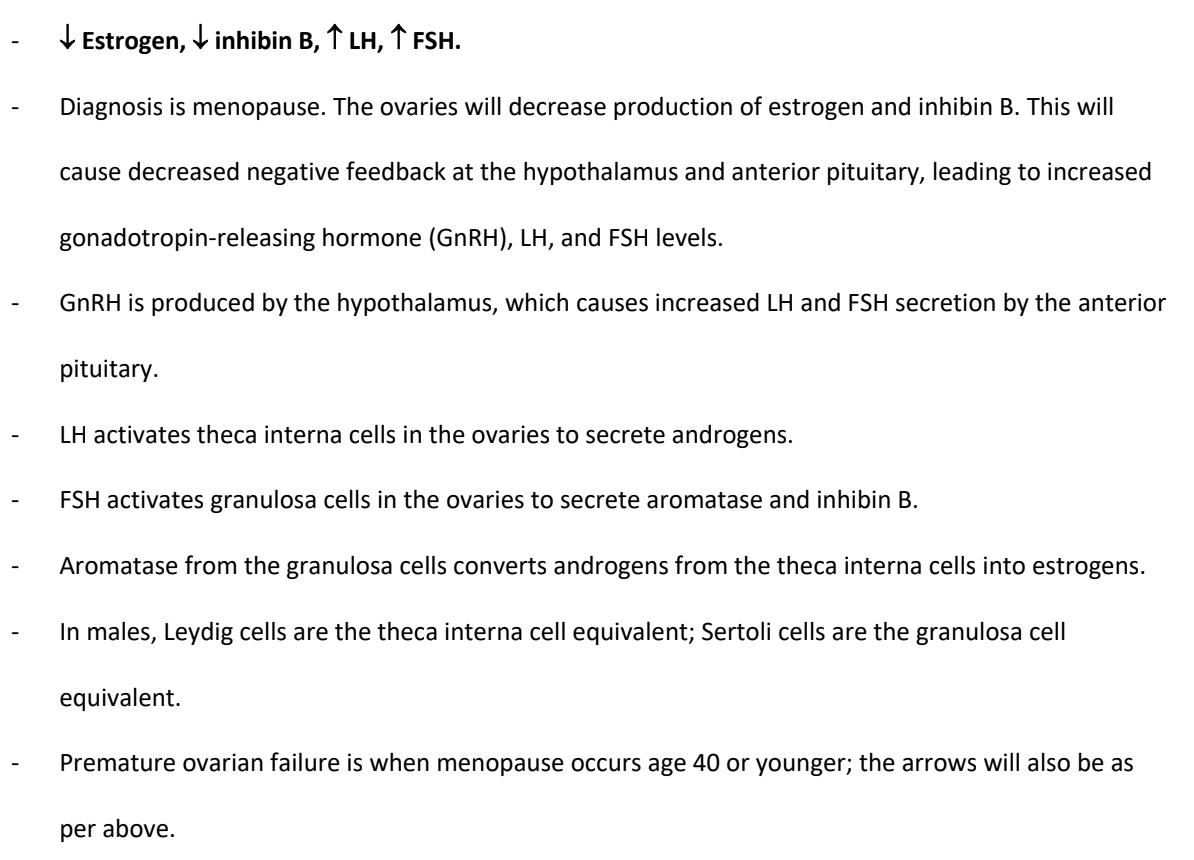 - ↓ Estrogen, ↓ inhibin B, ↑ LH, ↑ FSH.
- Diagnosis is menopause. The ovaries will decrease production of estrogen and inhibin B. This will
cause decreased negative feedback at the hypothalamus and anterior pituitary, leading to increased
gonadotropin-releasing hormone (GnRH), LH, and FSH levels.
- GnRH is produced by the hypothalamus, which causes increased LH and FSH secretion by the anterior
pituitary.
- LH activates theca interna cells in the ovaries to secrete androgens.
- FSH activates granulosa cells in the ovaries to secrete aromatase and inhibin B.
- Aromatase from the granulosa cells converts androgens from the theca interna cells into estrogens.
- In males, Leydig cells are the theca interna cell equivalent; Sertoli cells are the granulosa cell
equivalent.
- Premature ovarian failure is when menopause occurs age 40 or younger; the arrows will also be as
per above.